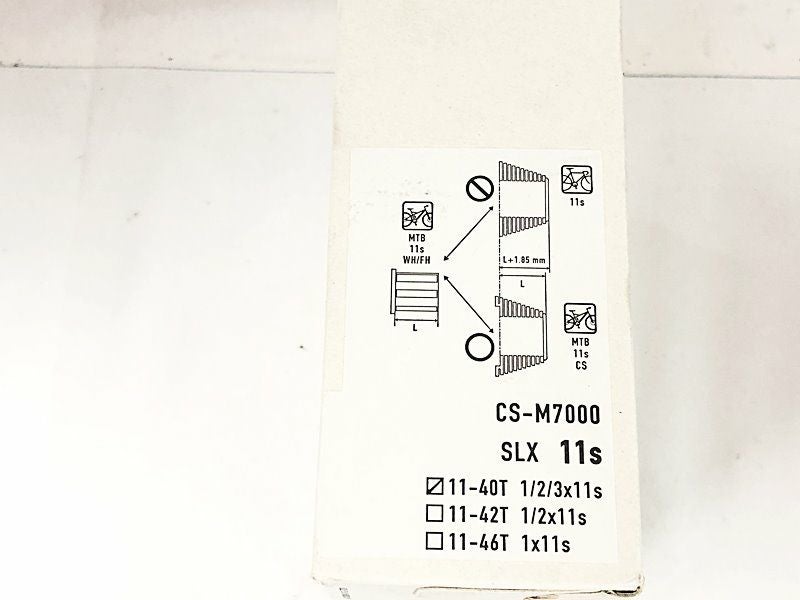 11s
MTB
11s
WH/FH
L+1.85 mm
L
L
MTB
11s
CS
CS-M7000
SLX 11s
11-40T 1/2/3x11s
11-42T 1/2x11s
11-46T 1x11s